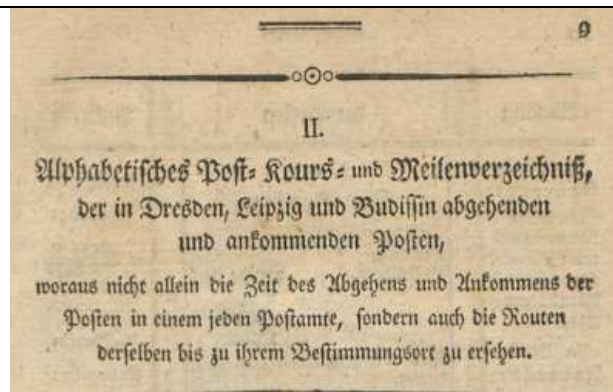 9
II.
Alphabetisches Post- Kours- und Meilenverzeichniß,
der in Dresden, Leipzig und Budissin abgehenden
und ankommenden Posten,
woraus nicht allein die Zeit des Abgehens und Ankommens der
Posten in einem jeden Postamte, sondern auch die Routen
derselben bis zu ihrem Bestimmungsort zu ersehen.